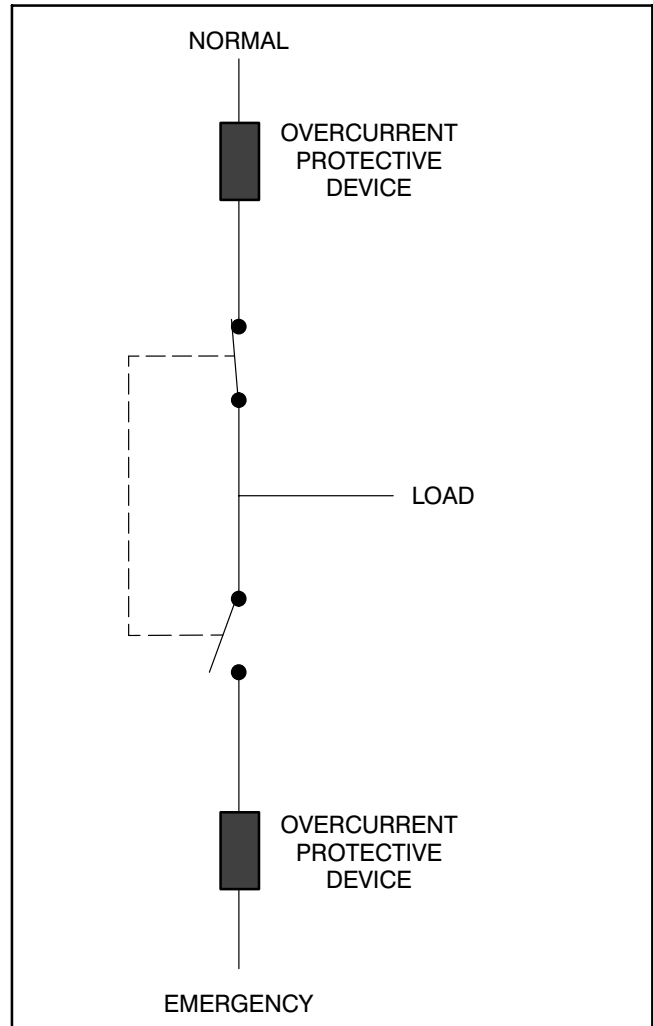 NORMAL
OVERCURRENT
PROTECTIVE
DEVICE
LOAD
OVERCURRENT
PROTECTIVE
DEVICE
EMERGENCY